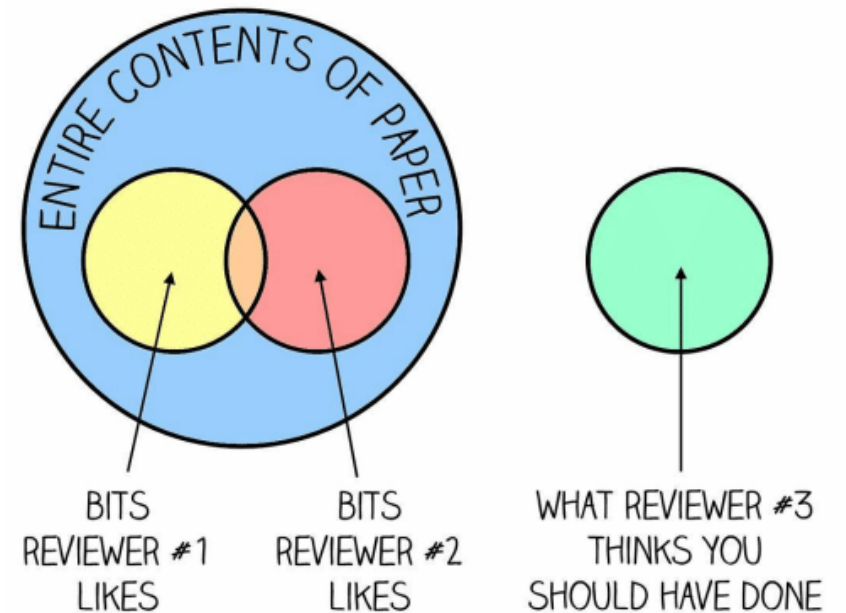 ENTIRE CONTENTS OF PAPER
BITS
REVIEWER #1
LIKES
BITS
REVIEWER #2
LIKES
WHAT REVIEWER #3
THINKS YOU
SHOULD HAVE DONE